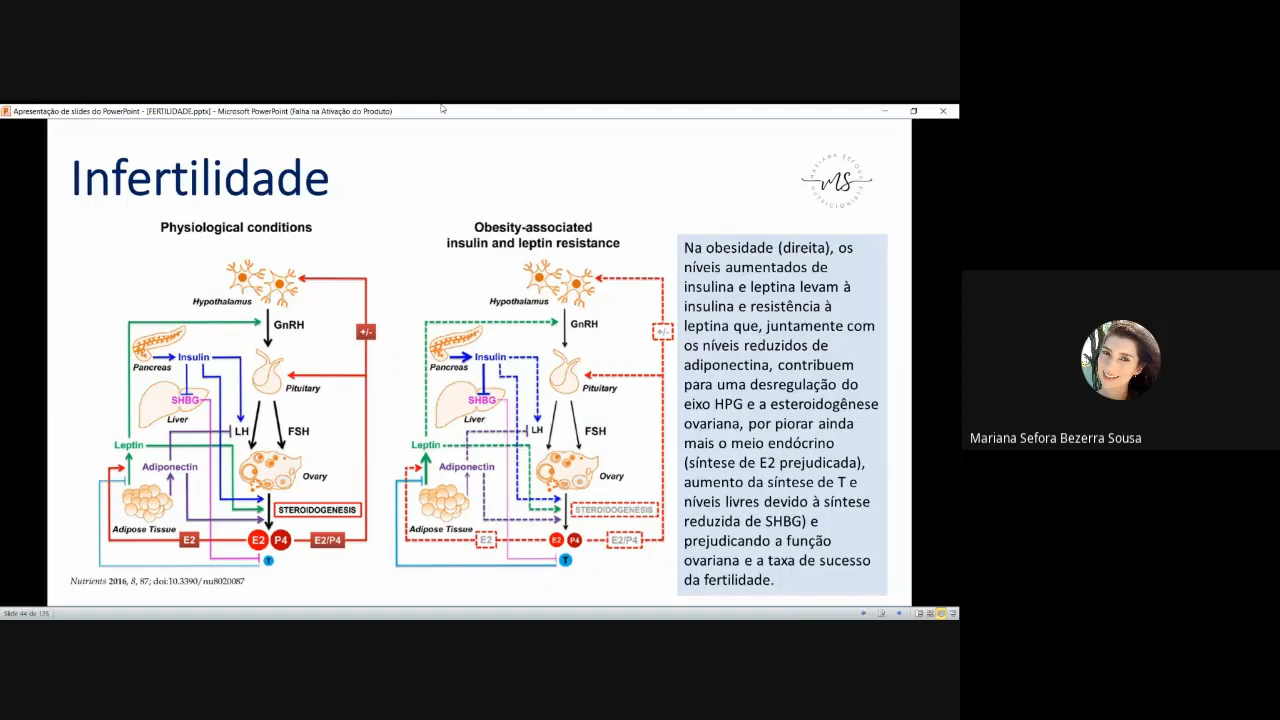 Apresentação de slides do PowerPoint - [FERTILIDADE.pptx] - Microsoft PowerPoint (Falha na Ativação do Produto)
Infertilidade
MARIANA SEFORA
MS
NUTRICIONISTA
Physiological conditions
Hypothalamus
GnRH
+/-
Pancreas
Insulin
Pituitary
SHBG
Liver
LH
FSH
Leptin
Adiponectin
Ovary
STEROIDOGENESIS
Adipose Tissue
E2
E2
P4
E2/P4
T
Obesity-associated
insulin and leptin resistance
Hypothalamus
GnRH
+/-
Pancreas
Insulin
Pituitary
SHBG
Liver
LH
FSH
Leptin
Adiponectin
Ovary
STEROIDOGENESIS
Adipose Tissue
E2
E2
P4
E2/P4
T
Nutrients 2016, 8, 87; doi:10.3390/nu8020087
Na obesidade (direita), os
níveis aumentados de
insulina e leptina levam à
insulina e resistência à
leptina que, juntamente com
os níveis reduzidos de
adiponectina, contribuem
para uma desregulação do
eixo HPG e a esteroidogênese
ovariana, por piorar ainda
mais o meio endócrino
(síntese de E2 prejudicada),
aumento da síntese de T e
níveis livres devido à síntese
reduzida de SHBG) e
prejudicando a função
ovariana e a taxa de sucesso
da fertilidade.
Slide 44 de 125
Mariana Sefora Bezerra Sousa